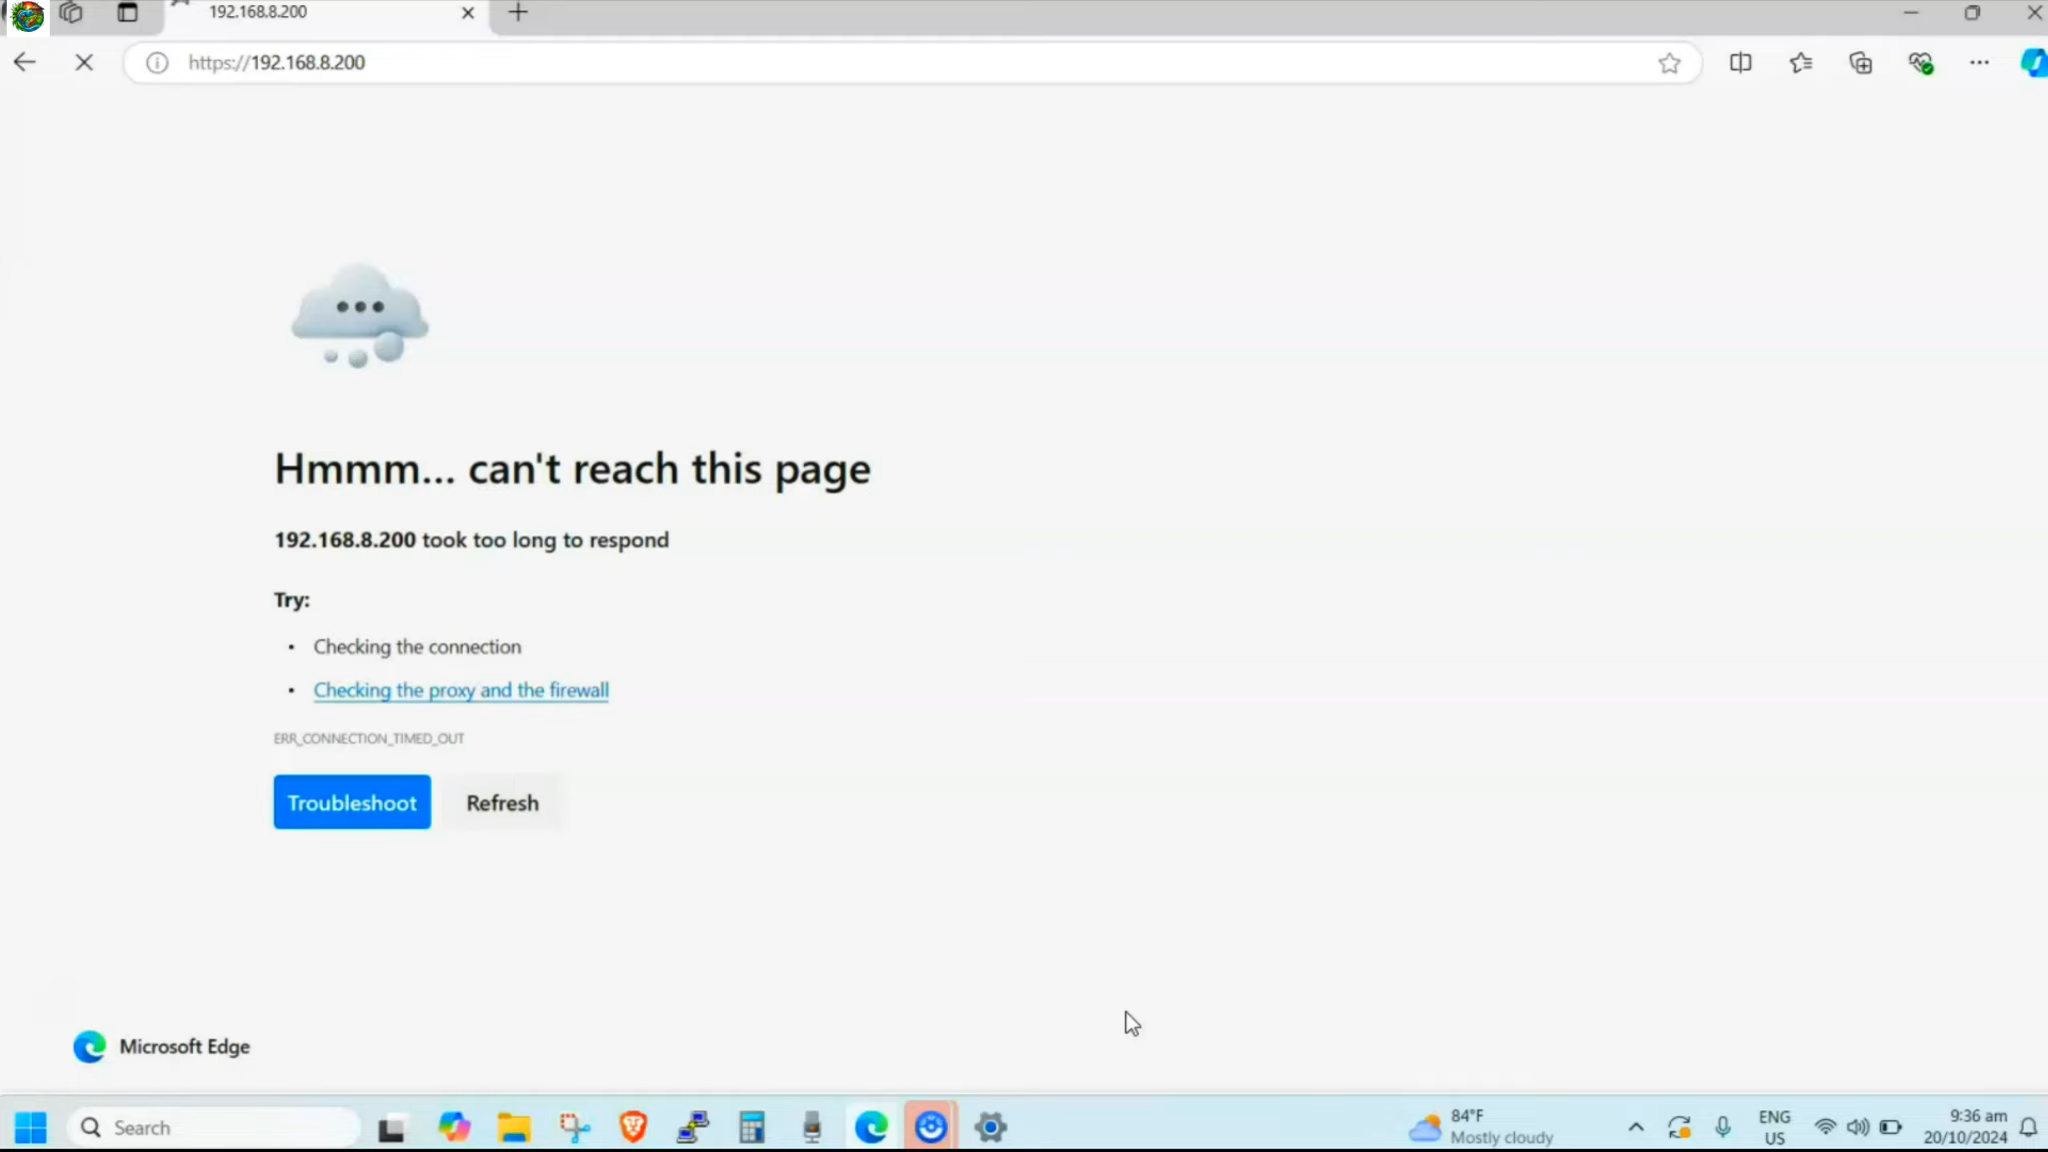 192.168.8.200
https://192.168.8.200
Hmmm... can't reach this page
192.168.8.200 took too long to respond
Try:
• Checking the connection
• Checking the proxy and the firewall
ERR_CONNECTION_TIMED_OUT
Troubleshoot
Refresh
Microsoft Edge
Search
84°F
Mostly cloudy
ENG
US
9:36 am
20/10/2024